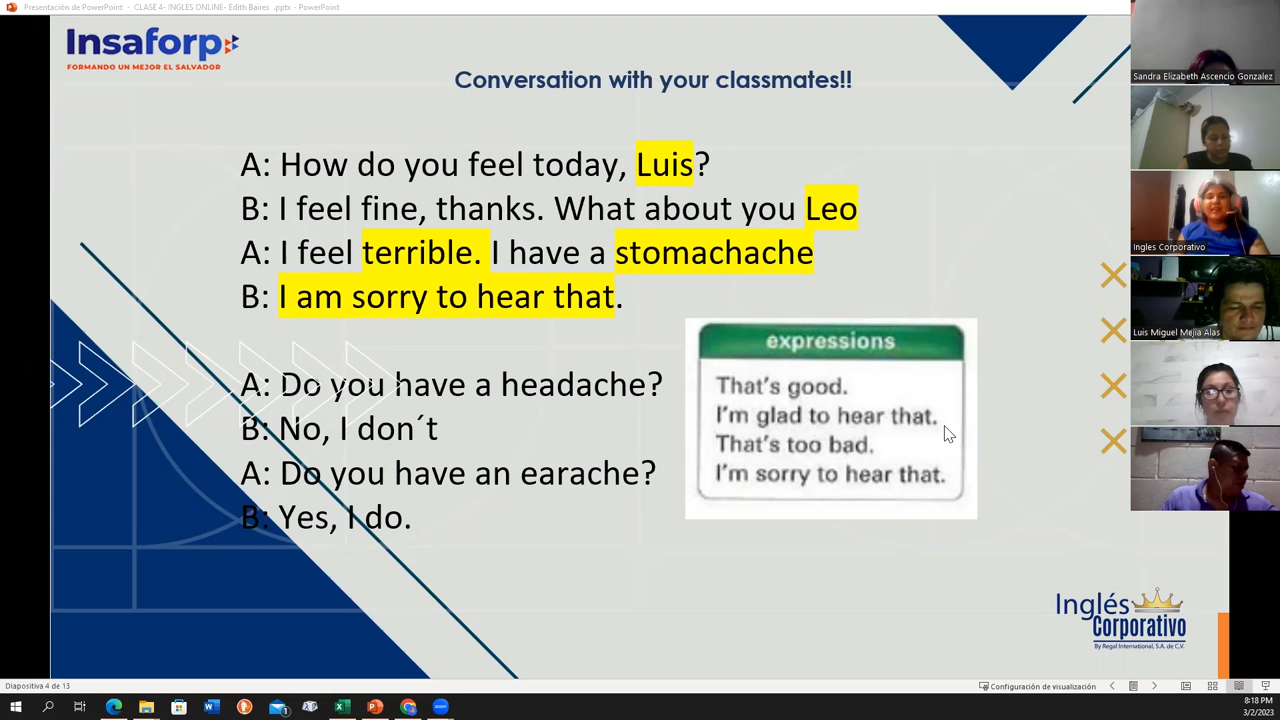 Presentación de PowerPoint - CLASE 4- INGLES ONLINE- Edith Baires .pptx - PowerPoint
Insaforp
FORMANDO UN MEJOR EL SALVADOR
Conversation with your classmates!!
A: How do you feel today, Luis?
B: I feel fine, thanks. What about you Leo
A: I feel terrible. I have a stomachache
B: I am sorry to hear that.
A: Do you have a headache?
B: No, I don´t
A: Do you have an earache?
B: Yes, I do.
expressions
That's good.
I'm glad to hear that.
That's too bad.
I'm sorry to hear that.
Sandra Elizabeth Ascencio Gonzalez
Ingles Corporativo
Luis Miguel Mejia Alas
Inglés
Corporativo
By Regal International, S.A. de C.V.
Diapositiva 4 de 13
Configuración de visualización
zoom
8:18 PM
3/2/2023